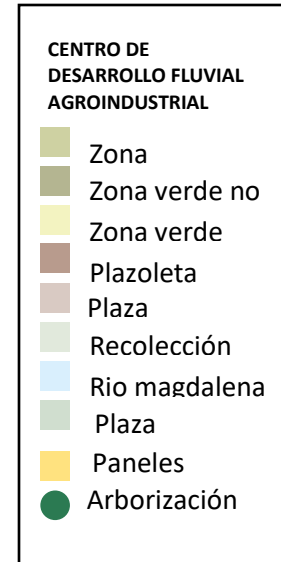 CENTRO DE
DESARROLLO FLUVIAL
AGROINDUSTRIAL
Zona
Zona verde no
Zona verde
Plazoleta
Plaza
Recolección
Rio magdalena
Plaza
Paneles
Arborización